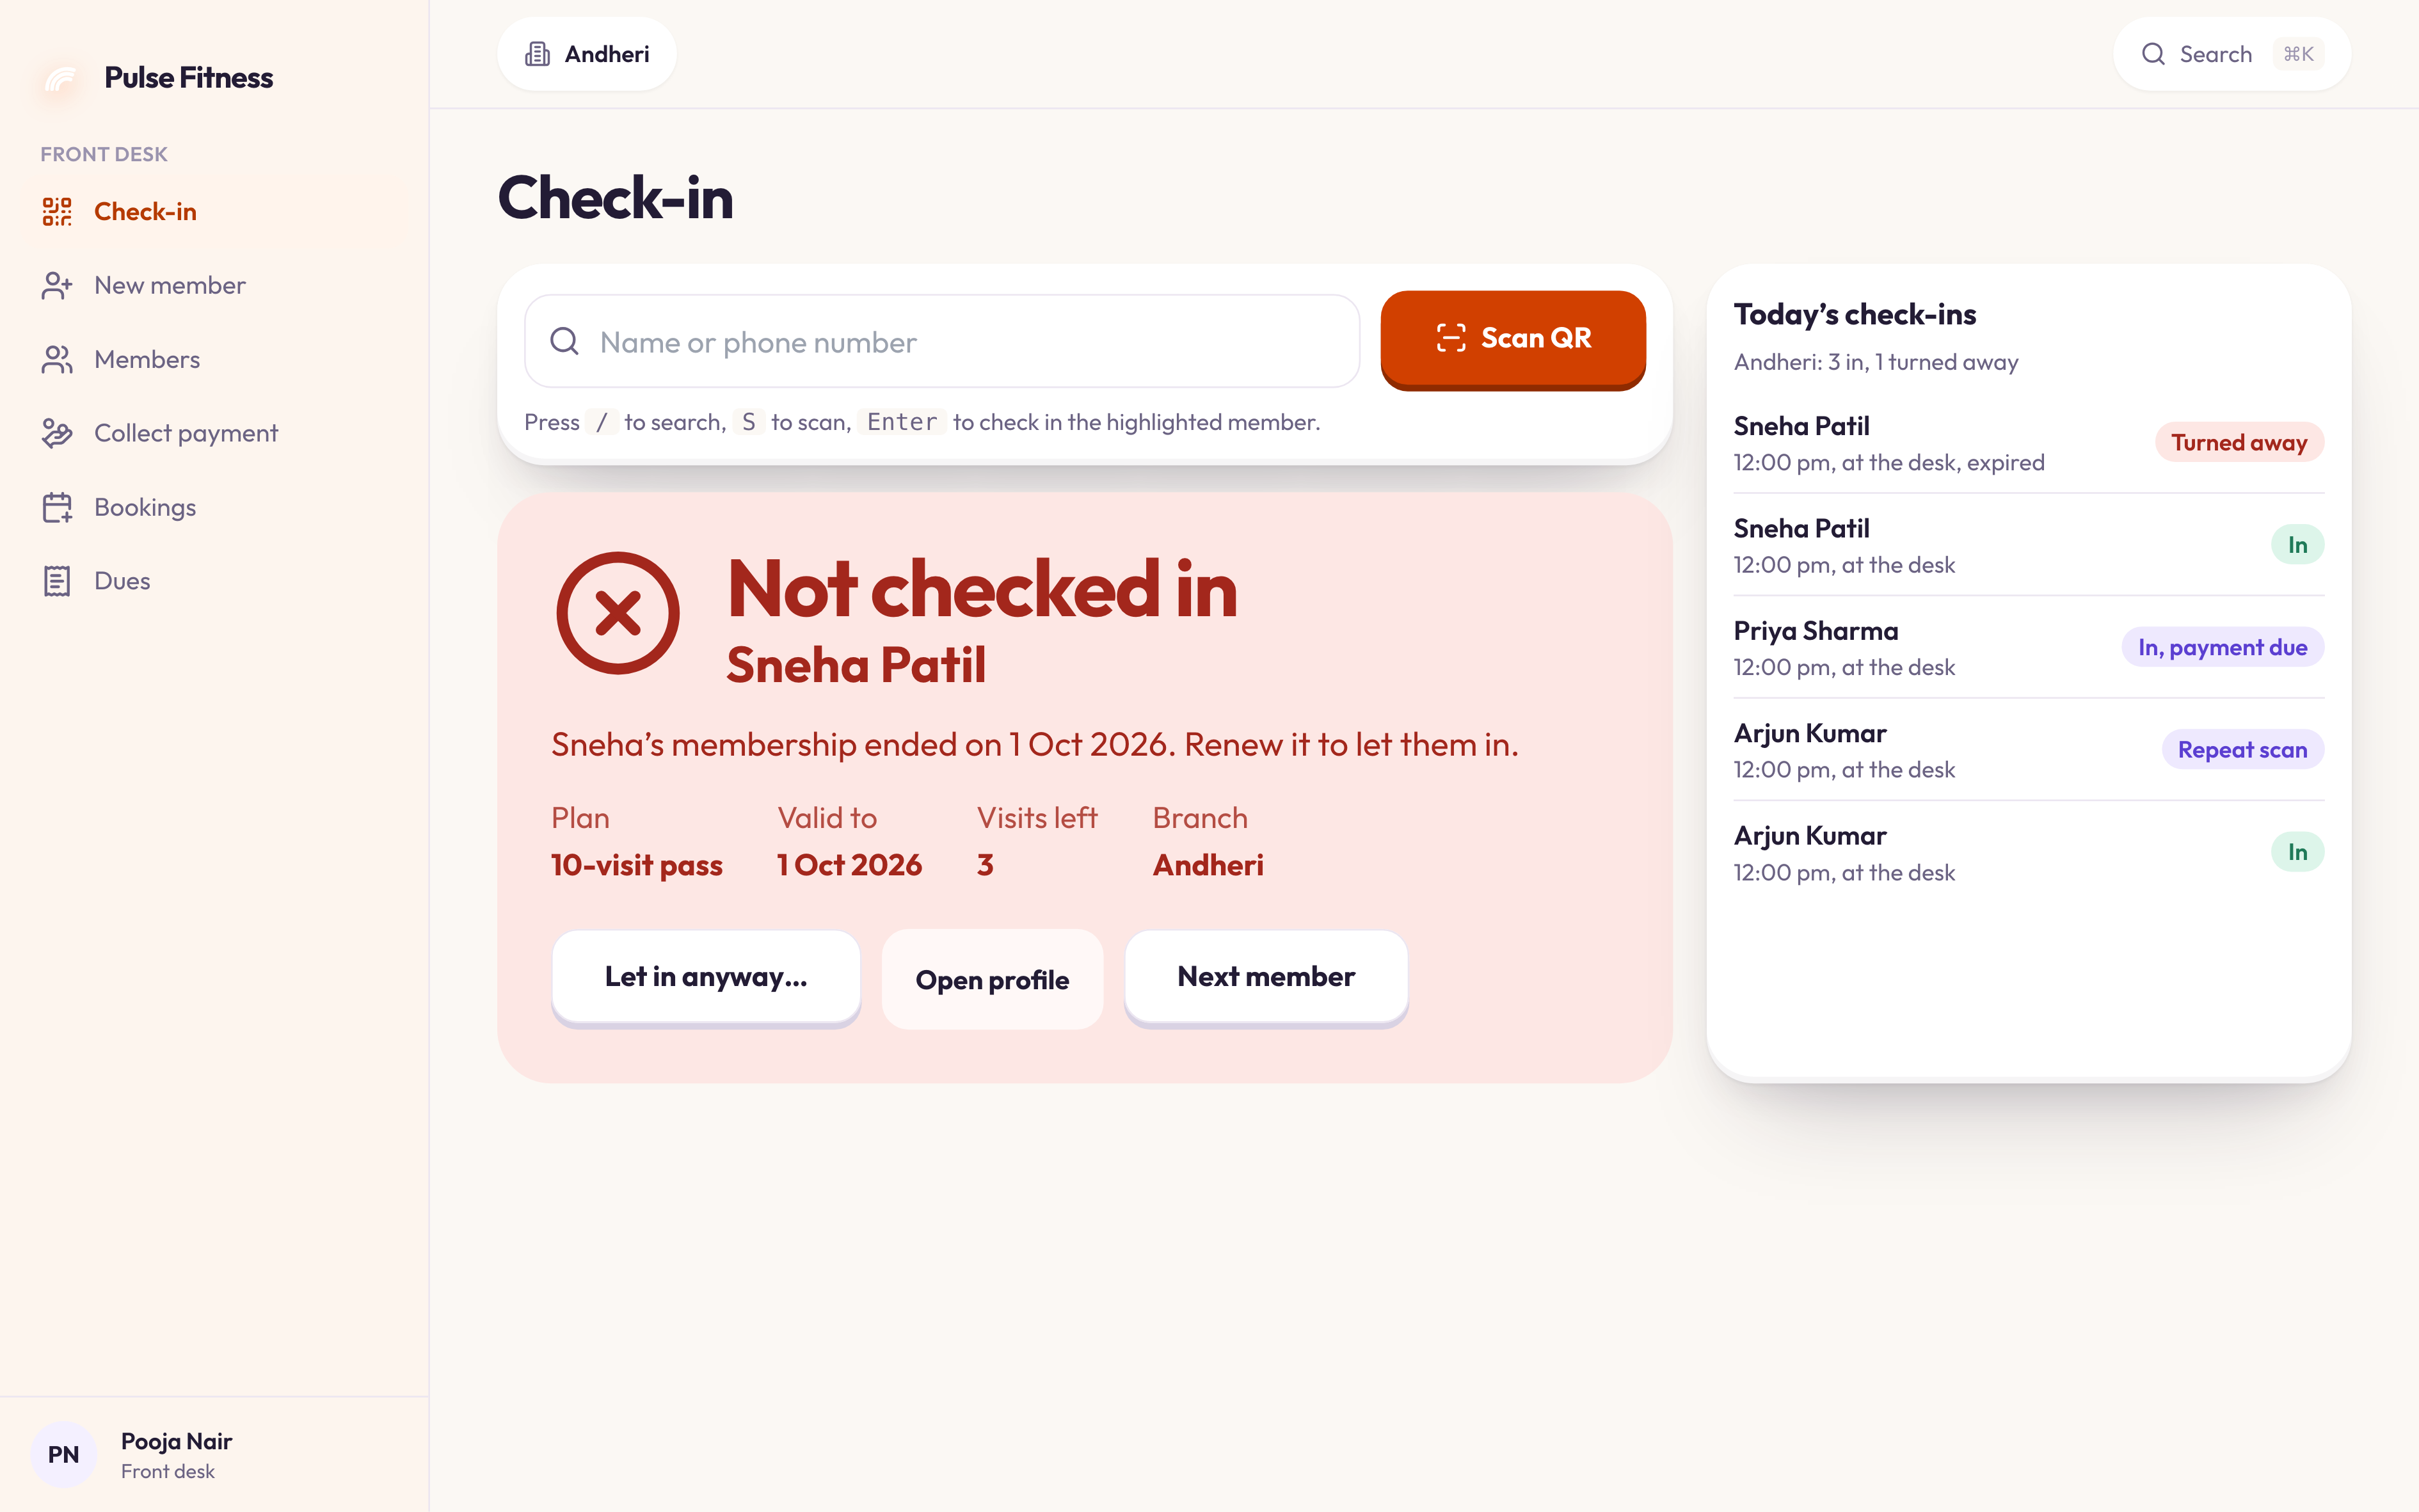 Pulse Fitness
FRONT DESK
Check-in
New member
Members
Collect payment
Bookings
Dues
PN
Pooja Nair
Front desk
Andheri
Search ⌘K
Check-in
Name or phone number
Scan QR
Press / to search, S to scan, Enter to check in the highlighted member.
Not checked in
Sneha Patil
Sneha’s membership ended on 1 Oct 2026. Renew it to let them in.
Plan Valid to Visits left Branch
10-visit pass 1 Oct 2026 3 Andheri
Let in anyway... Open profile Next member
Today’s check-ins
Andheri: 3 in, 1 turned away
Sneha Patil
12:00 pm, at the desk, expired
Turned away
Sneha Patil
12:00 pm, at the desk
In
Priya Sharma
12:00 pm, at the desk
In, payment due
Arjun Kumar
12:00 pm, at the desk
Repeat scan
Arjun Kumar
12:00 pm, at the desk
In